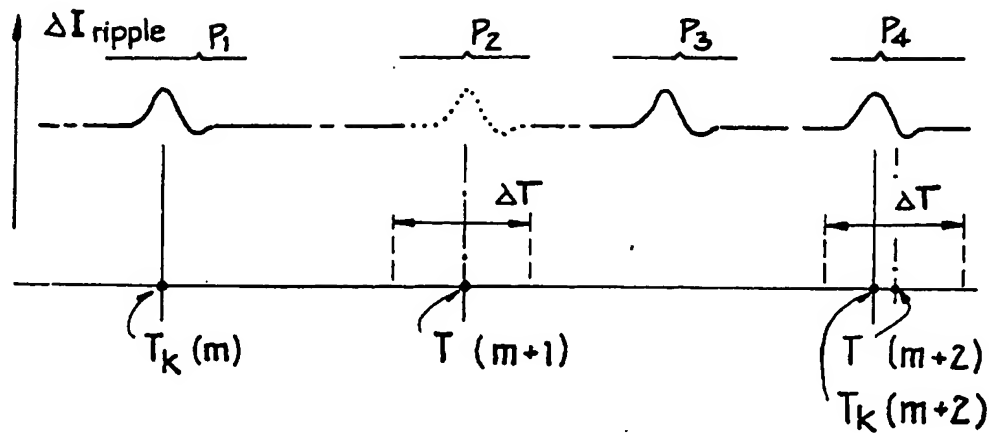 ΔI ripple
P1 P2 P3 P4
ΔT ΔT
Tk (m) T (m+1) T (m+2)
Tk (m+2)